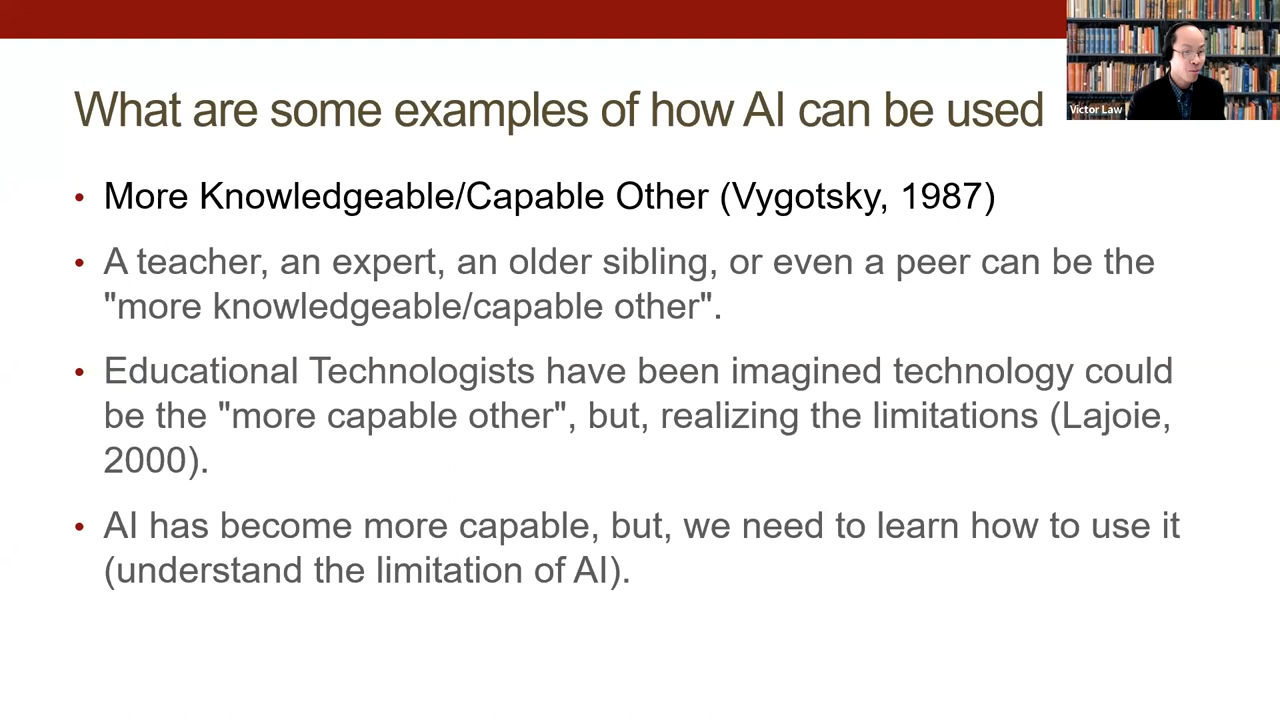 What are some examples of how AI can be used
Victor Law
• More Knowledgeable/Capable Other (Vygotsky, 1987)
• A teacher, an expert, an older sibling, or even a peer can be the
"more knowledgeable/capable other".
• Educational Technologists have been imagined technology could
be the "more capable other", but, realizing the limitations (Lajoie,
2000).
• AI has become more capable, but, we need to learn how to use it
(understand the limitation of AI).